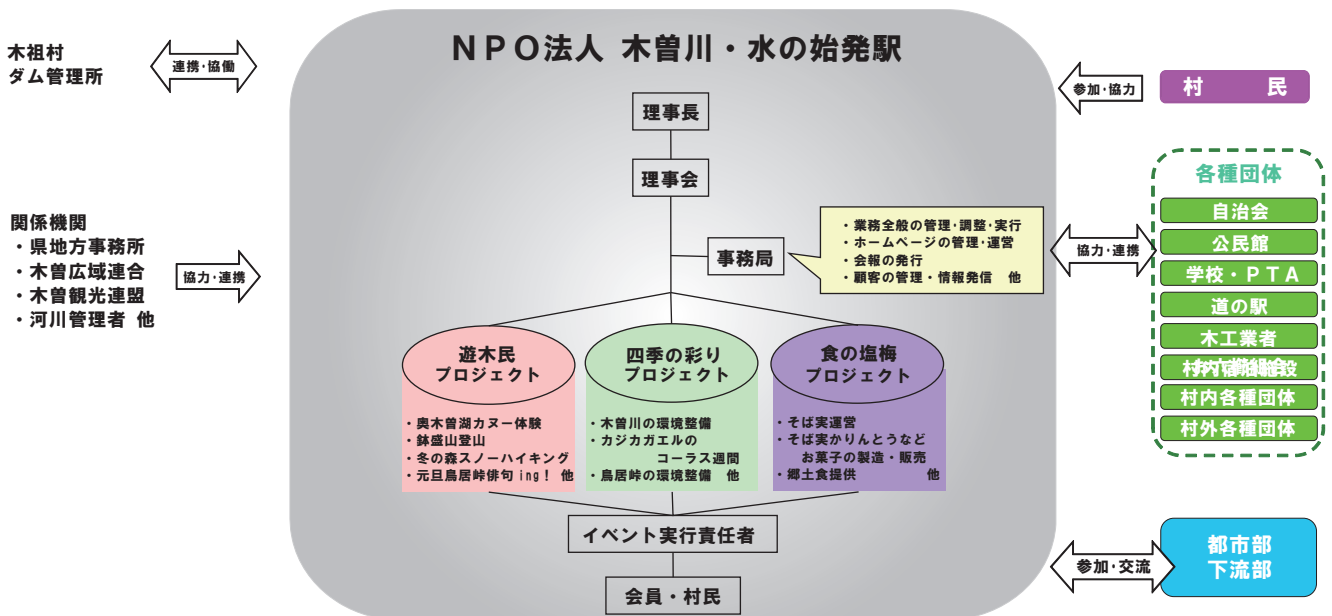 NPO法人 木曽川・水の始発駅
木祖村
ダム管理所
連携・協働
関係機関
・県地方事務所
・木曽広域連合
・木曽観光連盟
・河川管理者 他
協力・連携
理事長
理事会
事務局
・業務全般の管理・調整・実行
・ホームページの管理・運営
・会報の発行
・顧客の管理・情報発信 他
遊木民
プロジェクト
・奥木曽湖カヌー体験
・鉢盛山登山
・冬の森スノーハイキング
・元旦鳥居峠俳句ing! 他
四季の彩り
プロジェクト
・木曽川の環境整備
・カジカガエルの
コーラス週間
・鳥居峠の環境整備 他
食の塩梅
プロジェクト
・そば実運営
・そば実かりんとうなど
お菓子の製造・販売
・郷土食提供 他
イベント実行責任者
会員・村民
参加・協力
村 民
協力・連携
各種団体
自治会
公民館
学校・PTA
道の駅
木工業者
村内各種団体
村外各種団体
参加・交流
都市部
下流部